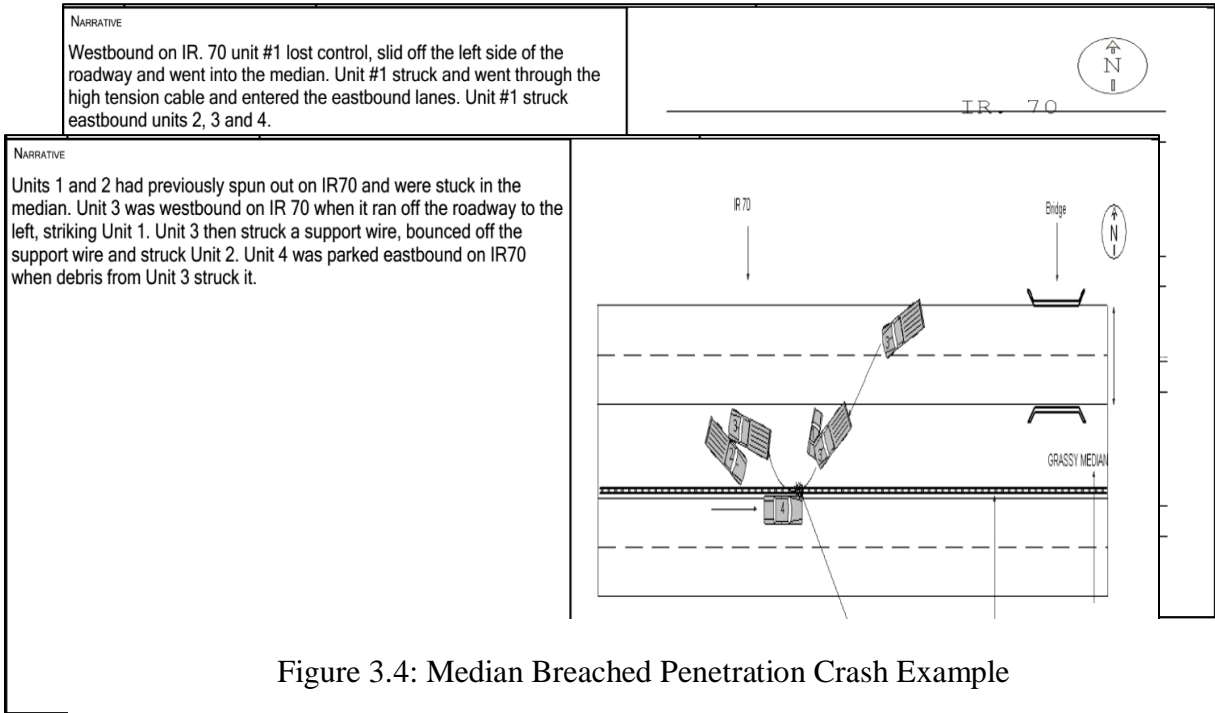 NARRATIVE
Westbound on IR. 70 unit #1 lost control, slid off the left side of the
roadway and went into the median. Unit #1 struck and went through the
high tension cable and entered the eastbound lanes. Unit #1 struck
eastbound units 2, 3 and 4.
N
IR. 70
NARRATIVE
Units 1 and 2 had previously spun out on IR70 and were stuck in the
median. Unit 3 was westbound on IR 70 when it ran off the roadway to the
left, striking Unit 1. Unit 3 then struck a support wire, bounced off the
support wire and struck Unit 2. Unit 4 was parked eastbound on IR70
when debris from Unit 3 struck it.
IR 70
Bridge
N
3
3
2
3
GRASSY MEDIAN
4
Figure 3.4: Median Breached Penetration Crash Example